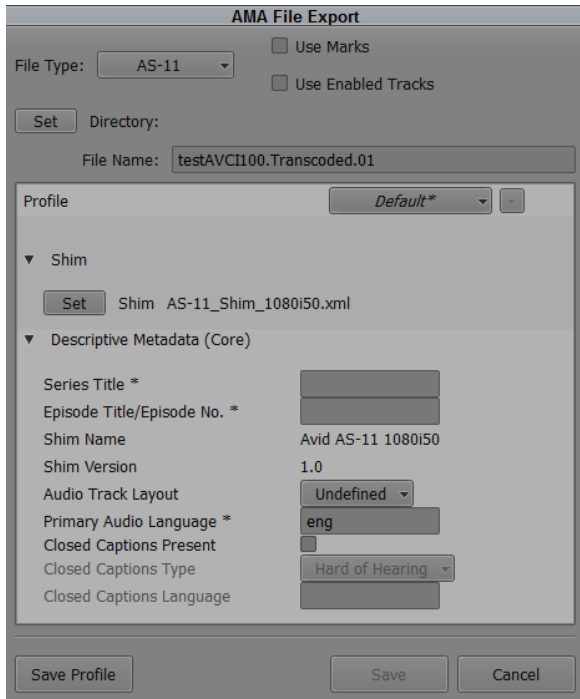 AMA File Export
File Type: AS-11
Use Marks
Use Enabled Tracks
Set Directory:
File Name: testAVCI100.Transcoded.01
Profile Default* -
Shim
Set Shim AS-11_Shim_1080i50.xml
Descriptive Metadata (Core)
Series Title *
Episode Title/Episode No. *
Shim Name Avid AS-11 1080i50
Shim Version 1.0
Audio Track Layout Undefined
Primary Audio Language * eng
Closed Captions Present
Closed Captions Type Hard of Hearing
Closed Captions Language
Save Profile Save Cancel